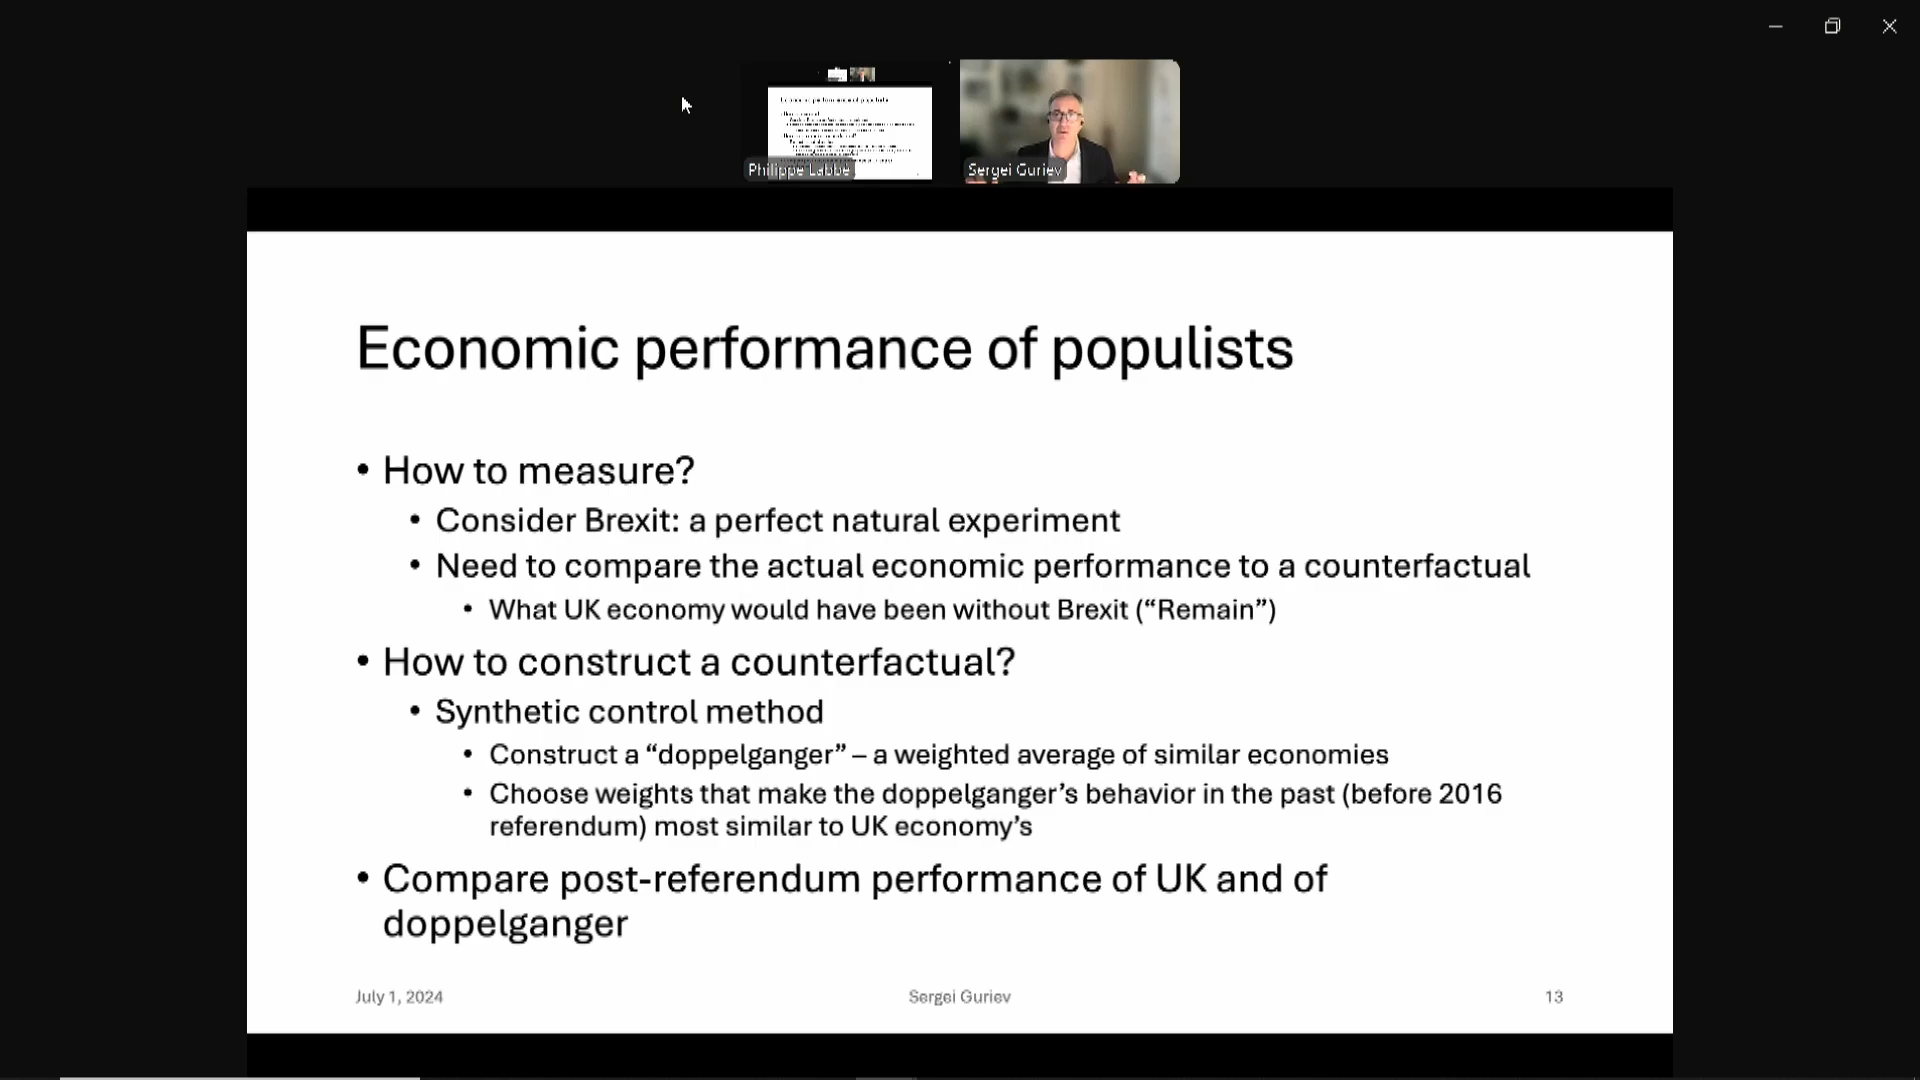 Philippe Labbe
Sergei Guriev
Economic performance of populists
• How to measure?
• Consider Brexit: a perfect natural experiment
• Need to compare the actual economic performance to a counterfactual
• What UK economy would have been without Brexit (“Remain”)
• How to construct a counterfactual?
• Synthetic control method
• Construct a “doppelganger” – a weighted average of similar economies
• Choose weights that make the doppelganger’s behavior in the past (before 2016
referendum) most similar to UK economy’s
• Compare post-referendum performance of UK and of
doppelganger
July 1, 2024
Sergei Guriev
13